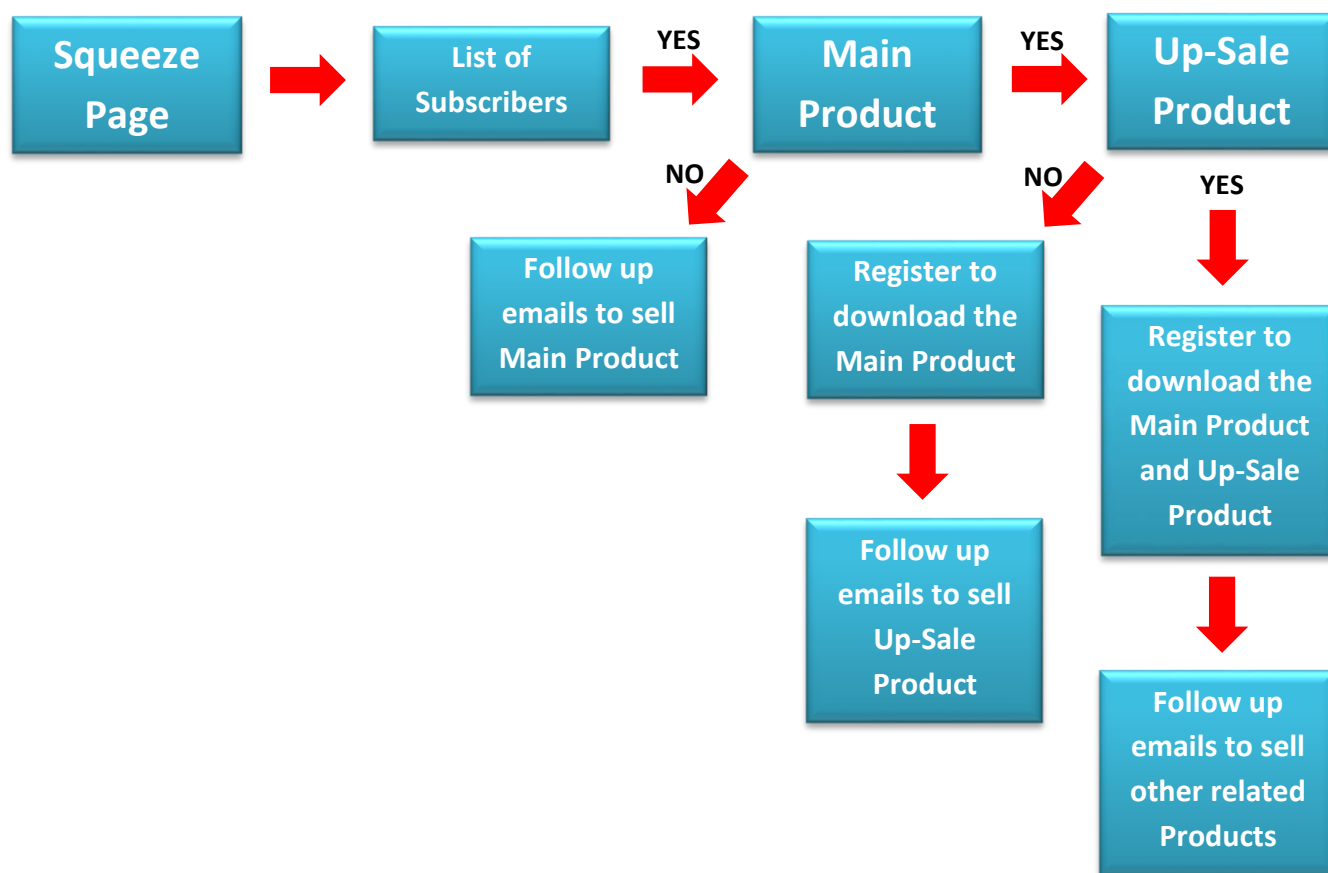 Squeeze
Page
List of
Subscribers
YES
Main
Product
YES
Up-Sale
Product
NO
NO
YES
Follow up
emails to sell
Main Product
Register to
download the
Main Product
Register to
download the
Main Product
and Up-Sale
Product
Follow up
emails to sell
Up-Sale
Product
Follow up
emails to sell
other related
Products